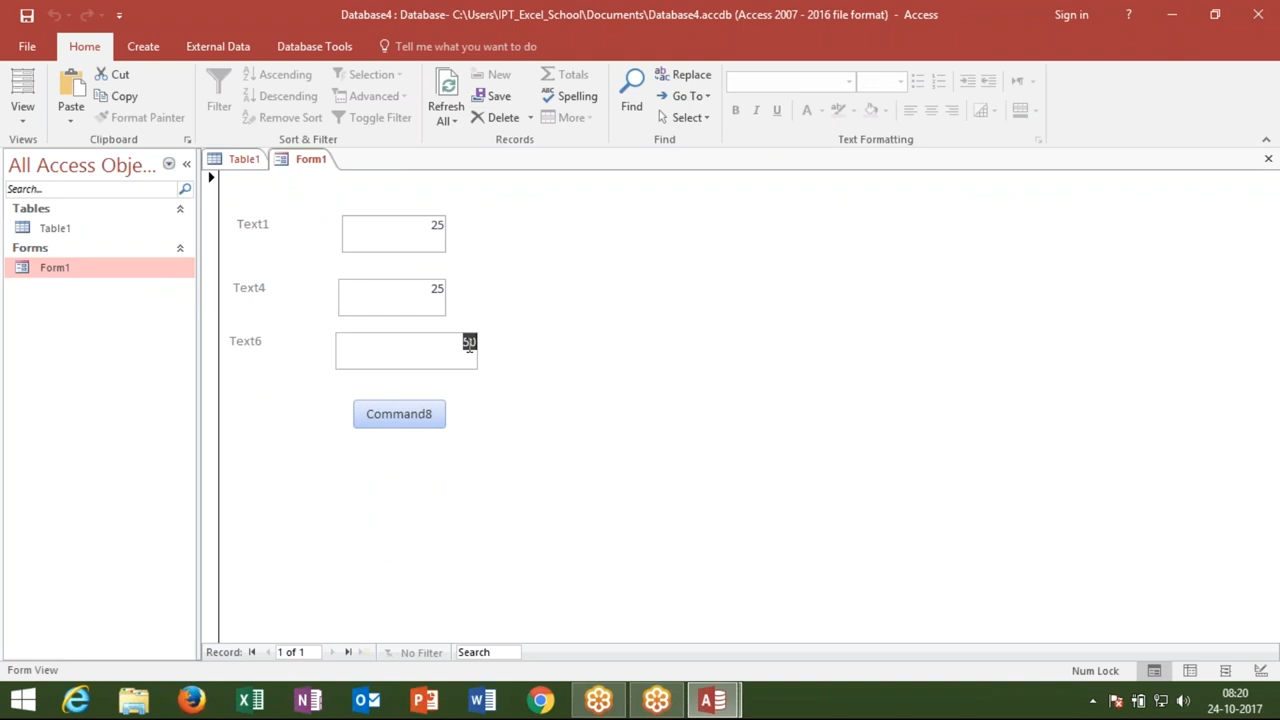 Database4 : Database- C:\Users\IPT_Excel_School\Documents\Database4.accdb (Access 2007 - 2016 file format) - Access
Sign in ?
File Home Create External Data Database Tools Tell me what you want to do
View
Views
Paste
Cut
Copy
Format Painter
Clipboard
Filter
Ascending
Descending
Remove Sort
Selection
Advanced
Toggle Filter
Sort & Filter
Refresh
All
New
Save
Delete
Totals
Spelling
More
Records
Find
Replace
Go To
Select
Find
B I U A
Text Formatting
All Access Obje...
Search...
Tables
Table1
Forms
Form1
Table1 Form1
Text1 25
Text4 25
Text6 50
Command8
Record: 1 of 1 No Filter Search
Form View Num Lock
08:20
24-10-2017